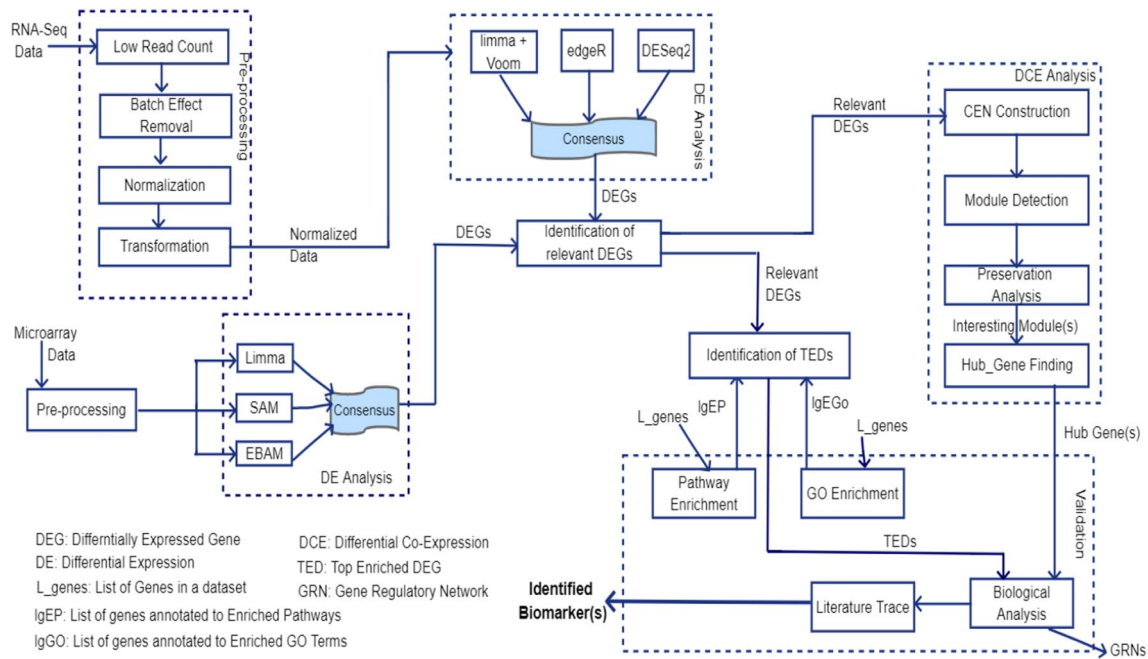 RNA-Seq
Data
Low Read Count
Batch Effect
Removal
Normalization
Transformation
Pre-processing
Normalized
Data
limma +
Voom
edgeR
DESeq2
Consensus
DE Analysis
DEGs
DEGs
Identification of
relevant DEGs
Relevant
DEGs
Relevant
DEGs
DCE Analysis
CEN Construction
Module Detection
Preservation
Analysis
Interesting Module(s)
Hub_Gene Finding
Hub Gene(s)
Microarray
Data
Pre-processing
Limma
SAM
EBAM
Consensus
DE Analysis
Identification of TEDs
IgEP
IgEGo
L_genes
L_genes
Pathway
Enrichment
GO Enrichment
Validation
TEDs
Biological
Analysis
Literature Trace
Identified
Biomarker(s)
GRNs
DEG: Differntially Expressed Gene
DE: Differential Expression
L_genes: List of Genes in a dataset
IgEP: List of genes annotated to Enriched Pathways
IgGO: List of genes annotated to Enriched GO Terms
DCE: Differential Co-Expression
TED: Top Enriched DEG
GRN: Gene Regulatory Network